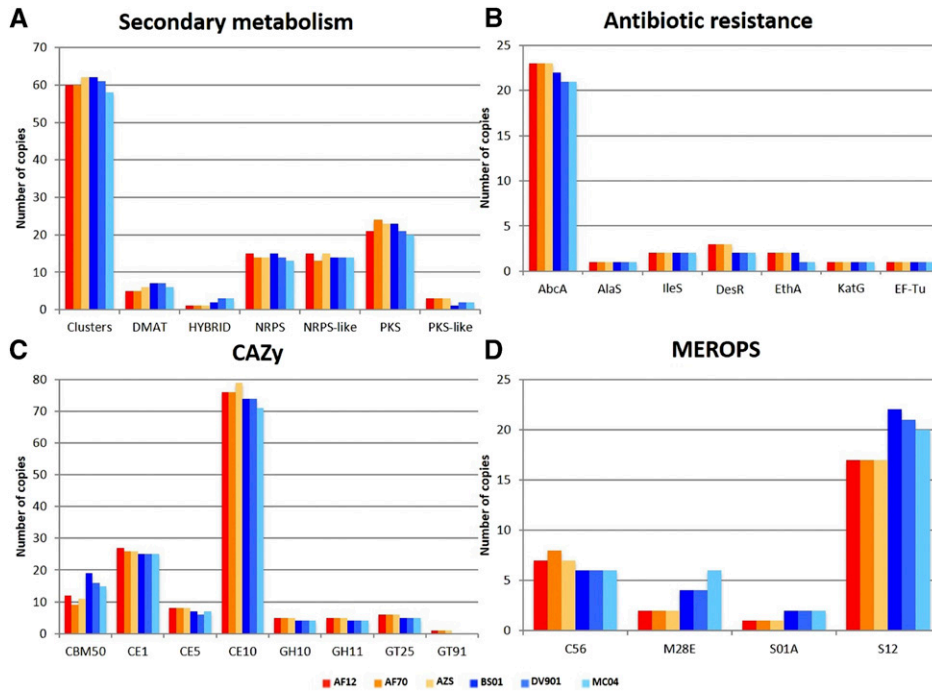 A
Secondary metabolism
Number of copies
70
60
50
40
30
20
10
0
Clusters DMAT HYBRID NRPS NRPS-like PKS PKS-like
B
Antibiotic resistance
Number of copies
25
20
15
10
5
0
AbcA AlaS IleS DesR EthA KatG EF-Tu
C
CAZy
Number of copies
80
70
60
50
40
30
20
10
0
CBM50 CE1 CE5 CE10 GH10 GH11 GT25 GT91
D
MEROPS
Number of copies
25
20
15
10
5
0
C56 M28E S01A S12
AF12 AF70 AZS BS01 DV901 MC04